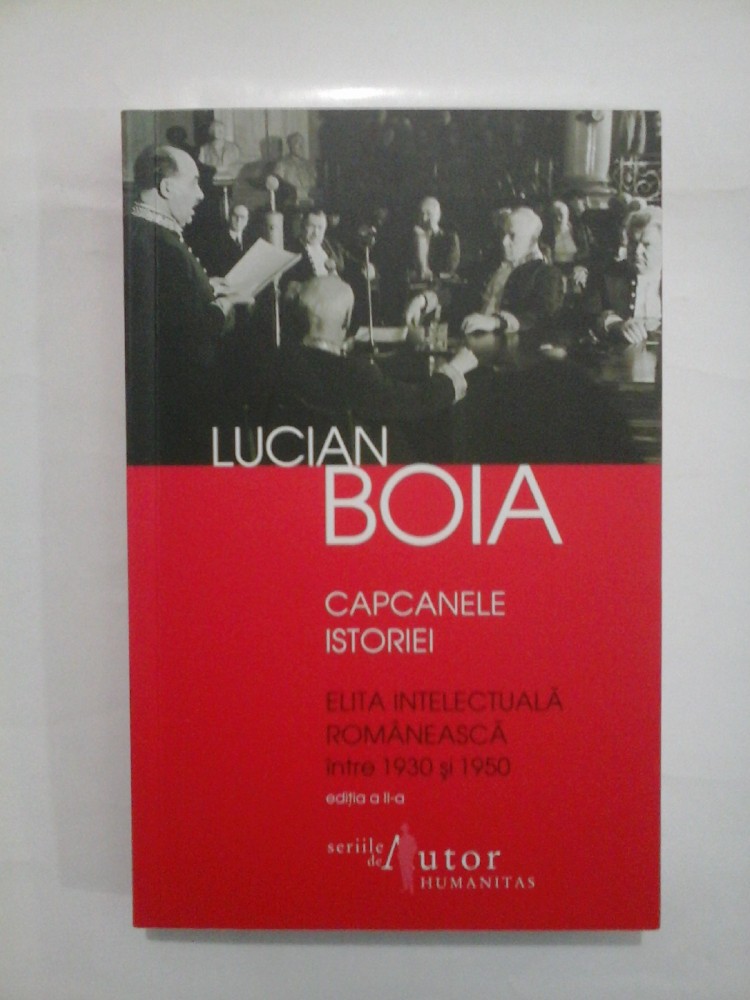 LUCIAN
BOIA
CAPCANELE
ISTORIEI
ELITA INTELECTUALĂ
ROMÂNEASCĂ
între 1930 şi 1950
ediţia a II-a
seriile
de Autor
HUMANITAS